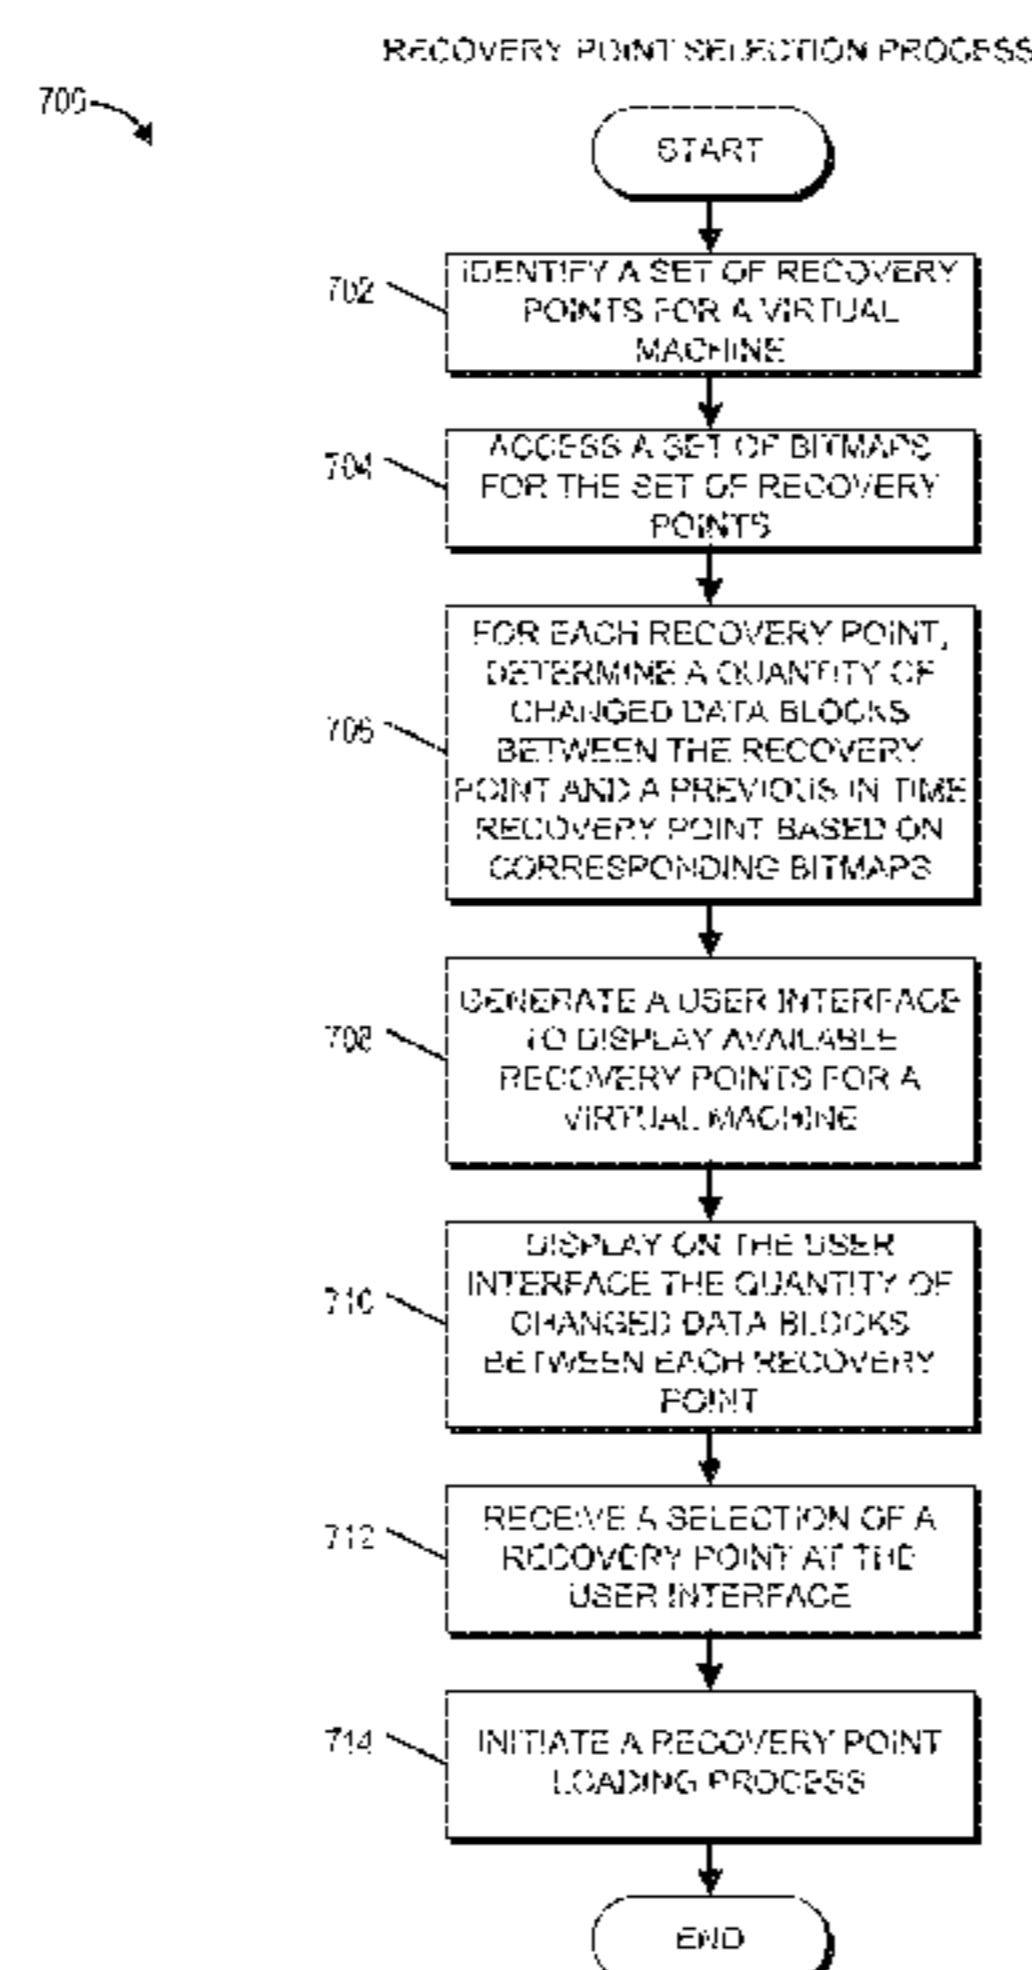 RECOVERY POINT SELECTION PROCESS
700
START
702
IDENTIFY A SET OF RECOVERY
POINTS FOR A VIRTUAL
MACHINE
704
ACCESS A SET OF BITMAPS
FOR THE SET OF RECOVERY
POINTS
706
FOR EACH RECOVERY POINT,
DETERMINE A QUANTITY OF
CHANGED DATA BLOCKS
BETWEEN THE RECOVERY
POINT AND A PREVIOUS IN TIME
RECOVERY POINT BASED ON
CORRESPONDING BITMAPS
708
GENERATE A USER INTERFACE
TO DISPLAY AVAILABLE
RECOVERY POINTS FOR A
VIRTUAL MACHINE
710
DISPLAY ON THE USER
INTERFACE THE QUANTITY OF
CHANGED DATA BLOCKS
BETWEEN EACH RECOVERY
POINT
712
RECEIVE A SELECTION OF A
RECOVERY POINT AT THE
USER INTERFACE
714
INITIATE A RECOVERY POINT
LOADING PROCESS
END